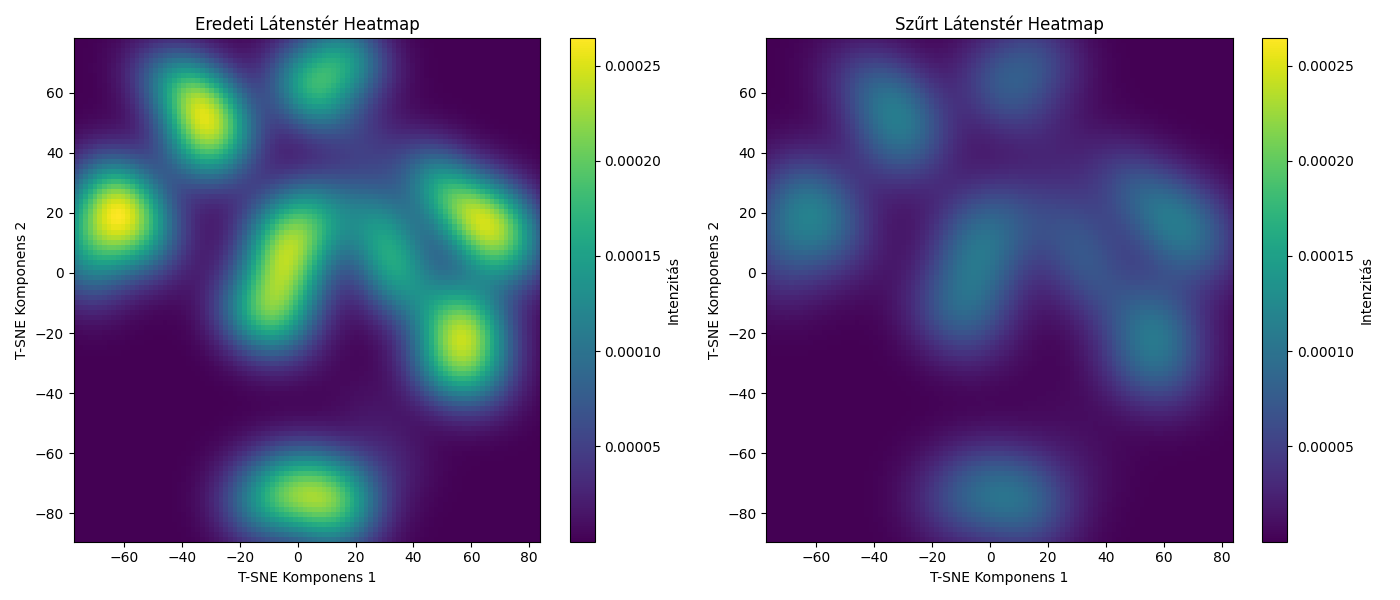 Eredeti Látenstér Heatmap
60
40
20
0
−20
−40
−60
−80
T-SNE Komponens 2
−60 −40 −20 0 20 40 60 80
T-SNE Komponens 1
0.00025
0.00020
0.00015
0.00010
0.00005
Intenzitás
Szűrt Látenstér Heatmap
60
40
20
0
−20
−40
−60
−80
T-SNE Komponens 2
−60 −40 −20 0 20 40 60 80
T-SNE Komponens 1
0.00025
0.00020
0.00015
0.00010
0.00005
Intenzitás